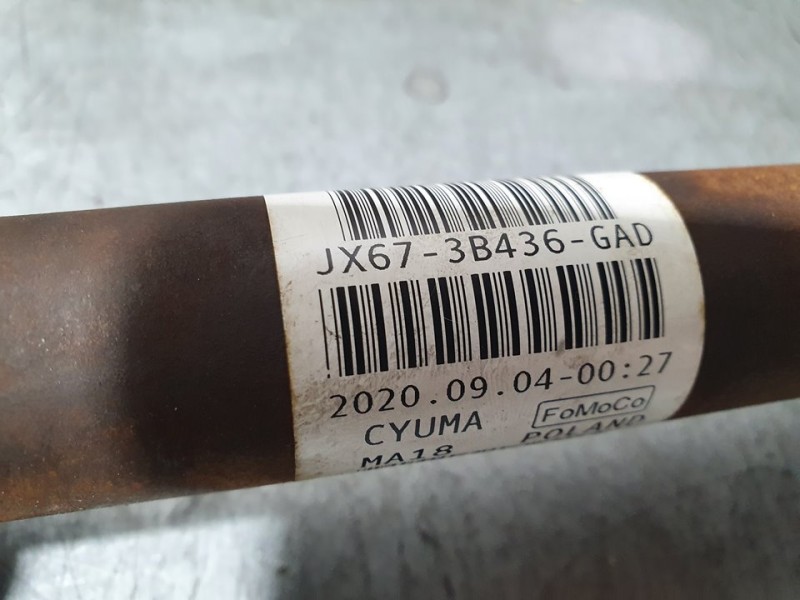 JX67-3B436-GAD
2020.09.04-00:27
CYUMA FoMoCo
MA18 POLAND